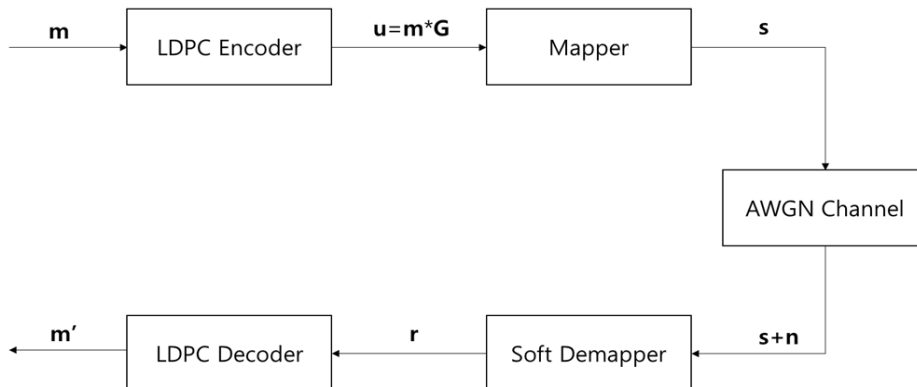 m
LDPC Encoder
u=m*G
Mapper
s
AWGN Channel
s+n
Soft Demapper
r
LDPC Decoder
m'